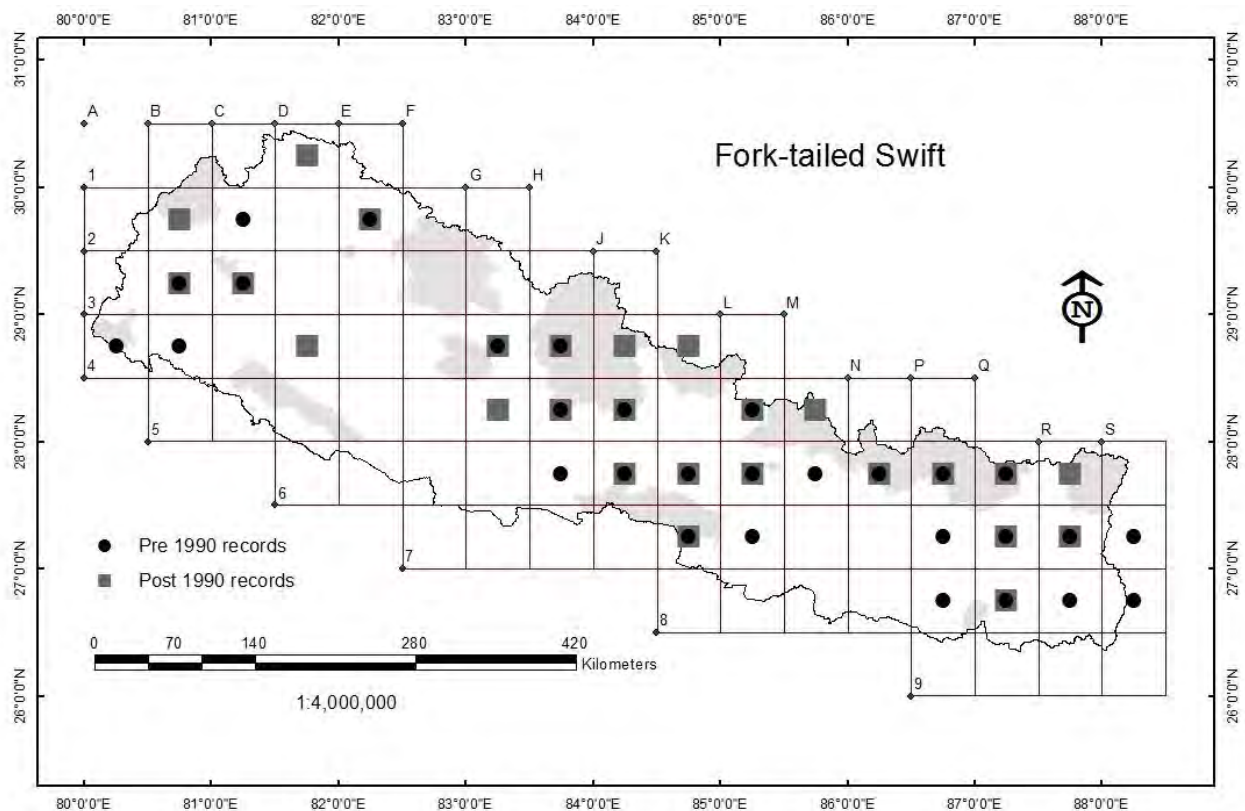 80°0'0"E 81°0'0"E 82°0'0"E 83°0'0"E 84°0'0"E 85°0'0"E 86°0'0"E 87°0'0"E 88°0'0"E
31°0'0"N 31°0'0"N
A B C D E F
Fork-tailed Swift
1 G H
30°0'0"N 30°0'0"N
2 J K
3 L M
29°0'0"N 29°0'0"N
N
4 N P Q
5 R S
28°0'0"N 28°0'0"N
6
Pre 1990 records
7
27°0'0"N 27°0'0"N
Post 1990 records
8
0 70 140 280 420
Kilometers
9
26°0'0"N 26°0'0"N
1:4,000,000
80°0'0"E 81°0'0"E 82°0'0"E 83°0'0"E 84°0'0"E 85°0'0"E 86°0'0"E 87°0'0"E 88°0'0"E